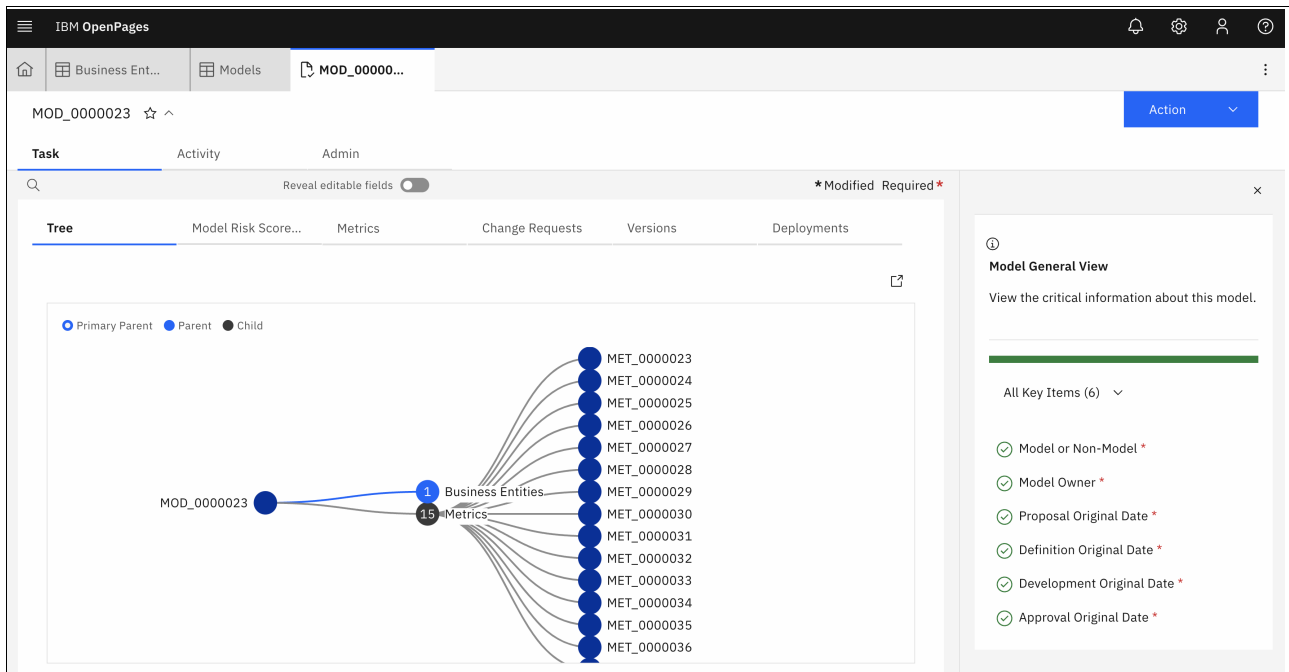 IBM OpenPages
Business Ent...
Models
MOD_00000...
MOD_0000023
Action
Task
Activity
Admin
Reveal editable fields
*Modified Required*
Tree
Model Risk Score...
Metrics
Change Requests
Versions
Deployments
Primary Parent
Parent
Child
MOD_0000023
1 Business Entities
15 Metrics
MET_0000023
MET_0000024
MET_0000025
MET_0000026
MET_0000027
MET_0000028
MET_0000029
MET_0000030
MET_0000031
MET_0000032
MET_0000033
MET_0000034
MET_0000035
MET_0000036
Model General View
View the critical information about this model.
All Key Items (6)
Model or Non-Model *
Model Owner *
Proposal Original Date *
Definition Original Date *
Development Original Date *
Approval Original Date *